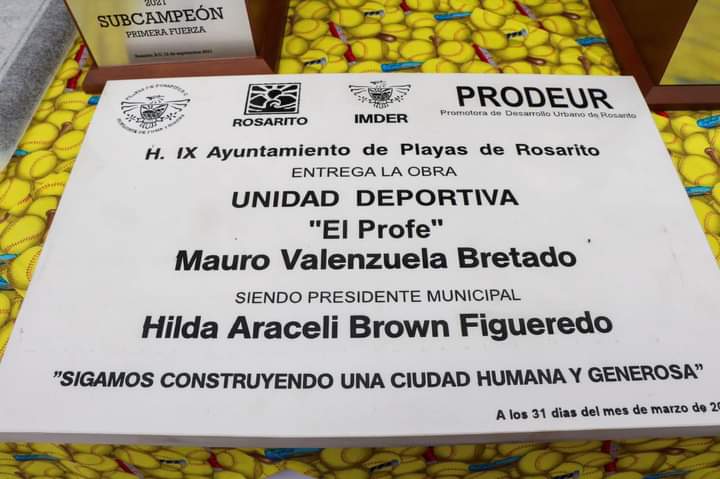 2021
SUBCAMPEÓN
PRIMERA FUERZA
ROSARITO
IMDER
PRODEUR
Promotora de Desarrollo Urbano de Rosarito
H. IX Ayuntamiento de Playas de Rosarito
ENTREGA LA OBRA
UNIDAD DEPORTIVA
"El Profe"
Mauro Valenzuela Bretado
SIENDO PRESIDENTE MUNICIPAL
Hilda Araceli Brown Figueredo
"SIGAMOS CONSTRUYENDO UNA CIUDAD HUMANA Y GENEROSA"
A los 31 dias del mes de marzo de